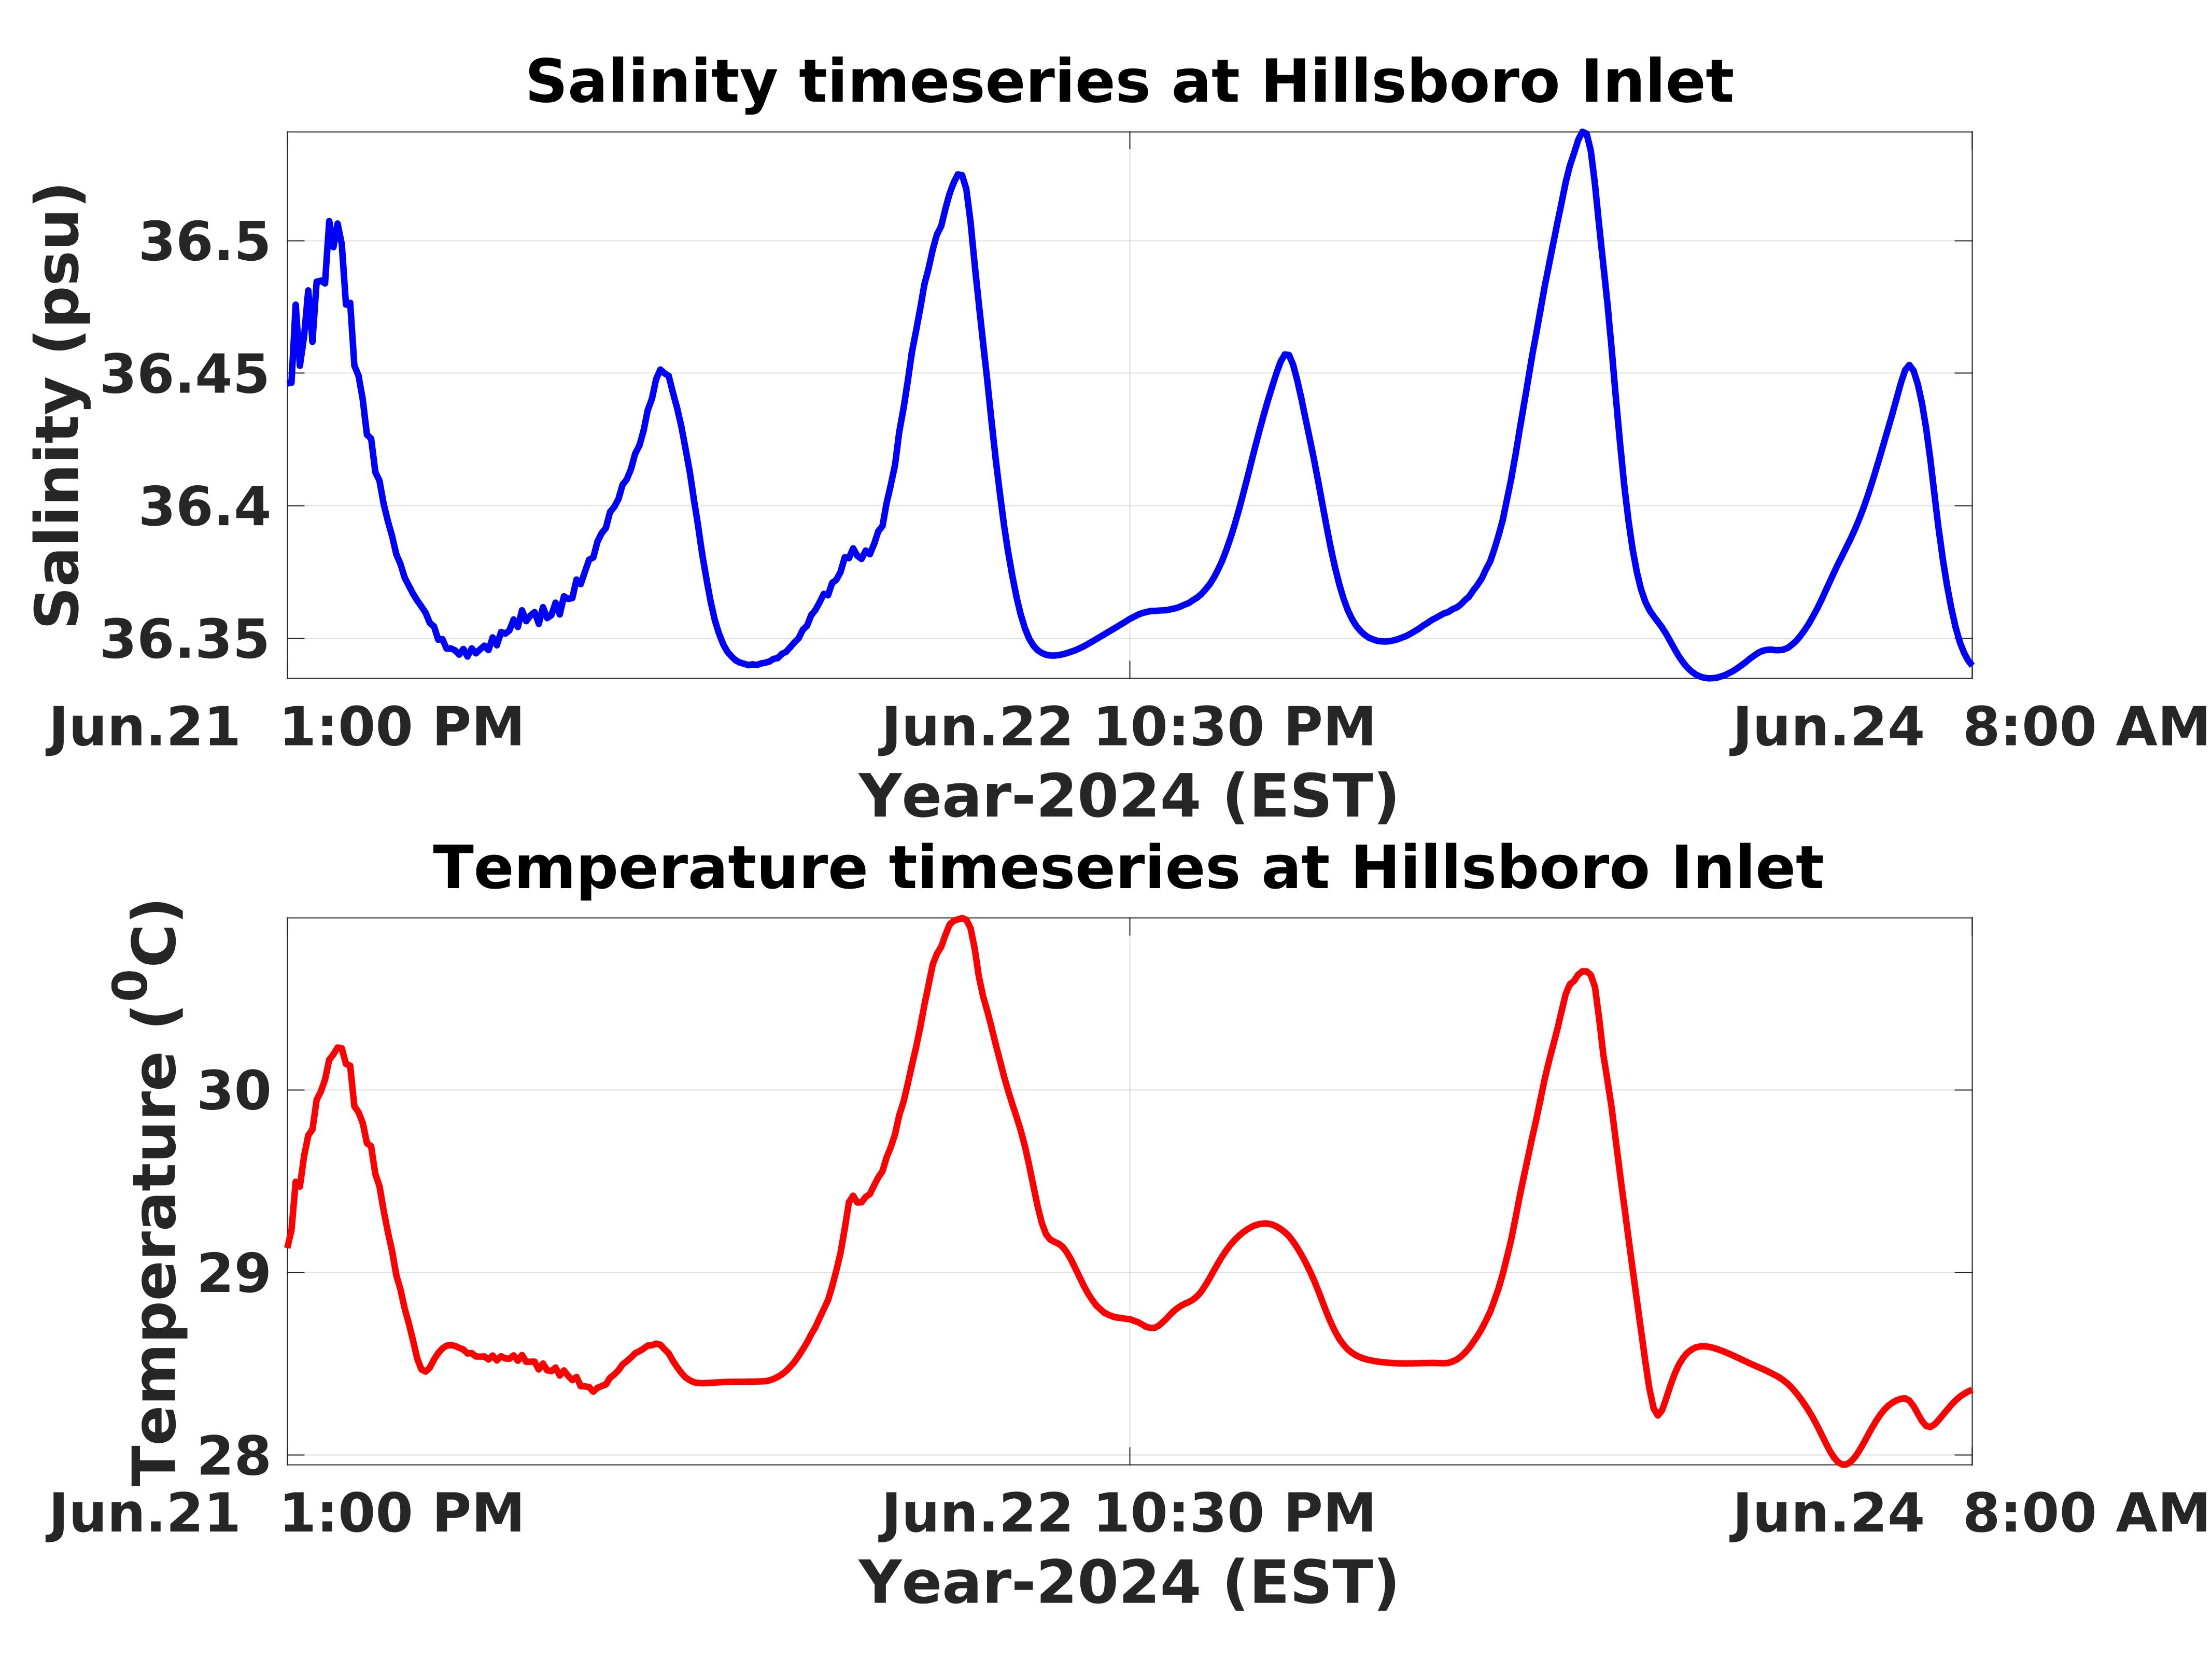 Salinity timeseries at Hillsboro Inlet
Salinity (psu)
36.5
36.45
36.4
36.35
Jun.21  1:00 PM
Jun.22 10:30 PM
Jun.24  8:00 AM
Year-2024 (EST)
Temperature timeseries at Hillsboro Inlet
Temperature (⁰C)
30
29
28
Jun.21  1:00 PM
Jun.22 10:30 PM
Jun.24  8:00 AM
Year-2024 (EST)